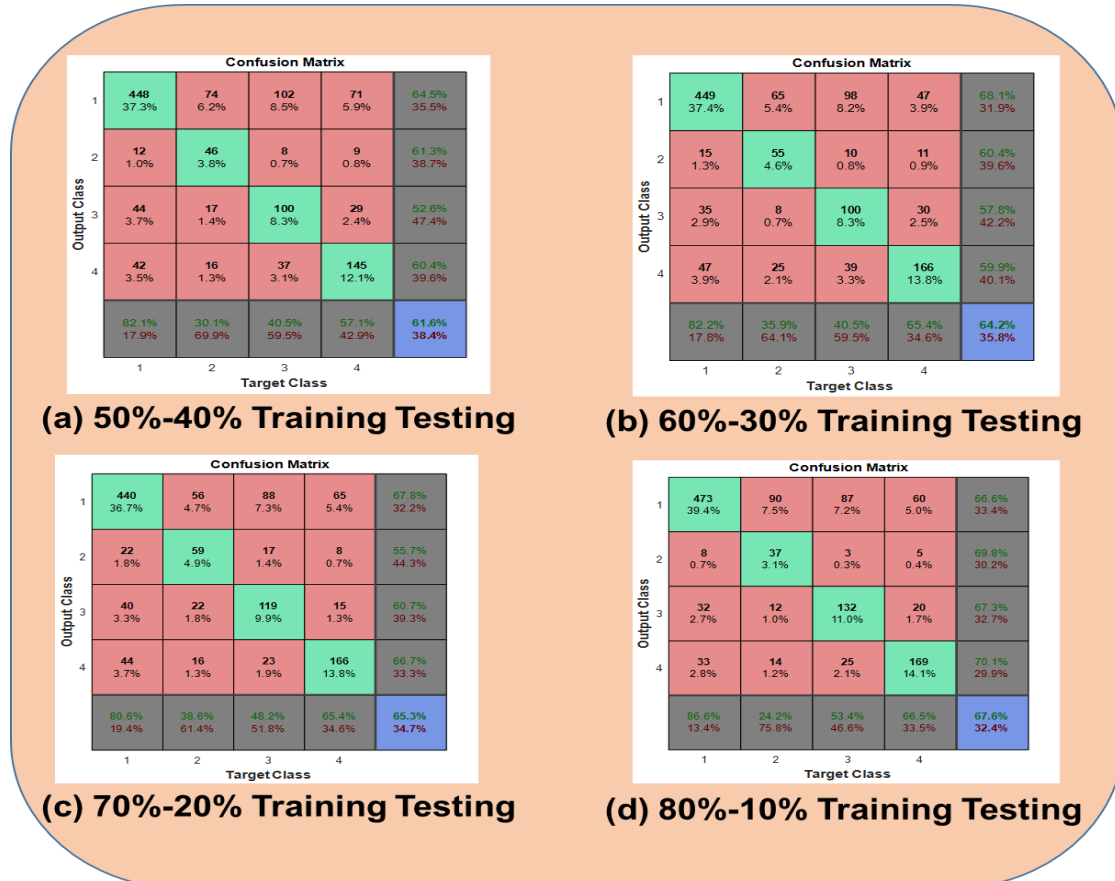 Confusion Matrix
1 448 74 102 71 64.5%
37.3% 6.2% 8.5% 5.9% 35.5%
2 12 46 8 9 61.3%
1.0% 3.8% 0.7% 0.8% 38.7%
3 44 17 100 29 52.6%
3.7% 1.4% 8.3% 2.4% 47.4%
4 42 16 37 145 60.4%
3.5% 1.3% 3.1% 12.1% 39.6%
82.1% 30.1% 40.5% 57.1% 61.6%
17.9% 69.9% 59.5% 42.9% 38.4%
1 2 3 4
Target Class
Output Class
(a) 50%-40% Training Testing
Confusion Matrix
1 449 65 98 47 68.1%
37.4% 5.4% 8.2% 3.9% 31.9%
2 15 55 10 11 60.4%
1.3% 4.6% 0.8% 0.9% 39.6%
3 35 8 100 30 57.8%
2.9% 0.7% 8.3% 2.5% 42.2%
4 47 25 39 166 59.9%
3.9% 2.1% 3.3% 13.8% 40.1%
82.2% 35.9% 40.5% 65.4% 64.2%
17.8% 64.1% 59.5% 34.6% 35.8%
1 2 3 4
Target Class
Output Class
(b) 60%-30% Training Testing
Confusion Matrix
1 440 56 88 65 67.8%
36.7% 4.7% 7.3% 5.4% 32.2%
2 22 59 17 8 55.7%
1.8% 4.9% 1.4% 0.7% 44.3%
3 40 22 119 15 60.7%
3.3% 1.8% 9.9% 1.3% 39.3%
4 44 16 23 166 66.7%
3.7% 1.3% 1.9% 13.8% 33.3%
80.6% 38.6% 48.2% 65.4% 65.3%
19.4% 61.4% 51.8% 34.6% 34.7%
1 2 3 4
Target Class
Output Class
(c) 70%-20% Training Testing
Confusion Matrix
1 473 90 87 60 66.6%
39.4% 7.5% 7.2% 5.0% 33.4%
2 8 37 3 5 69.8%
0.7% 3.1% 0.3% 0.4% 30.2%
3 32 12 132 20 67.3%
2.7% 1.0% 11.0% 1.7% 32.7%
4 33 14 25 169 70.1%
2.8% 1.2% 2.1% 14.1% 29.9%
86.6% 24.2% 53.4% 66.5% 67.6%
13.4% 75.8% 46.6% 33.5% 32.4%
1 2 3 4
Target Class
Output Class
(d) 80%-10% Training Testing